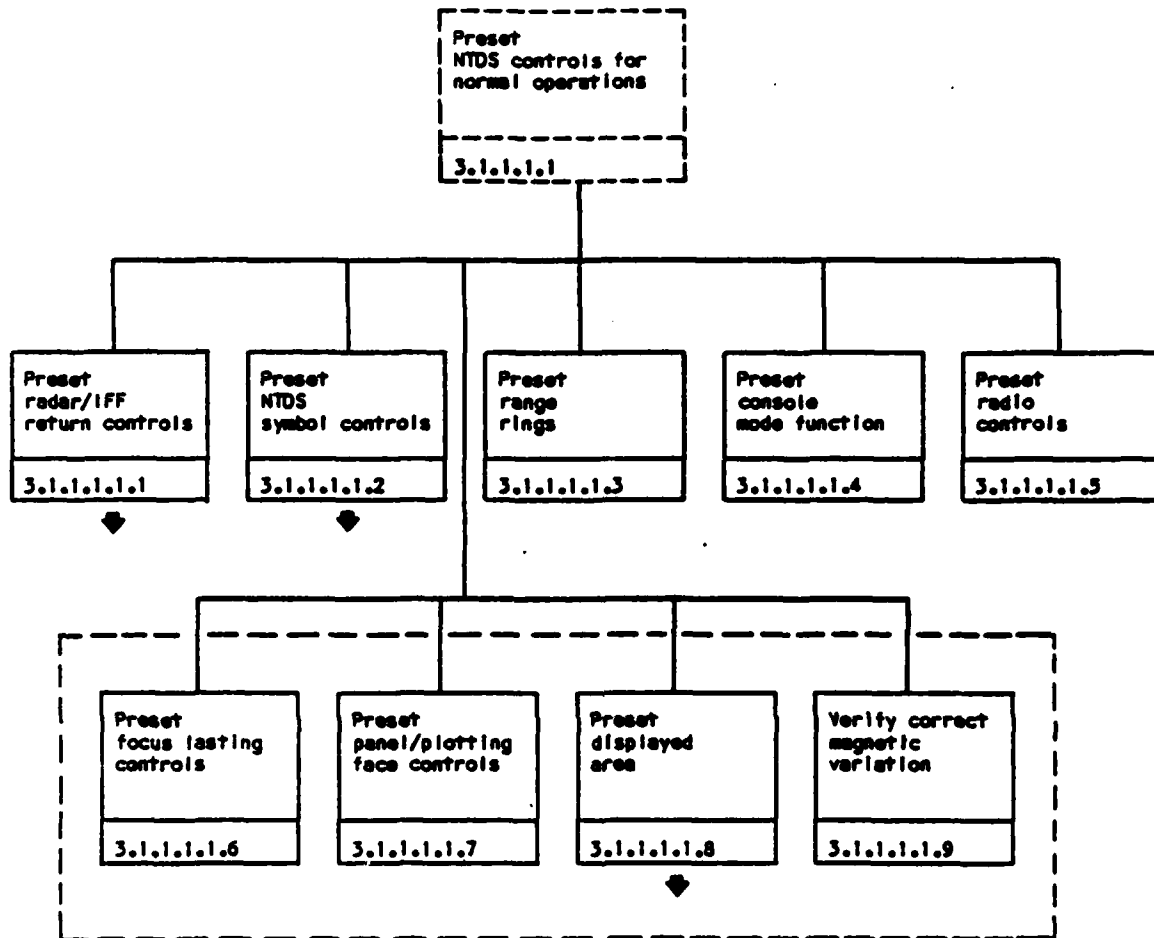 Preset
NTDS controls for
normal operations
3.1.1.1.1
Preset
radar/IFF
return controls
3.1.1.1.1.1
Preset
NTDS
symbol controls
3.1.1.1.1.2
Preset
range
rings
3.1.1.1.1.3
Preset
console
mode function
3.1.1.1.1.4
Preset
radio
controls
3.1.1.1.1.5
Preset
focus lasting
controls
3.1.1.1.1.6
Preset
panel/plotting
face controls
3.1.1.1.1.7
Preset
displayed
area
3.1.1.1.1.8
Verify correct
magnetic
variation
3.1.1.1.1.9